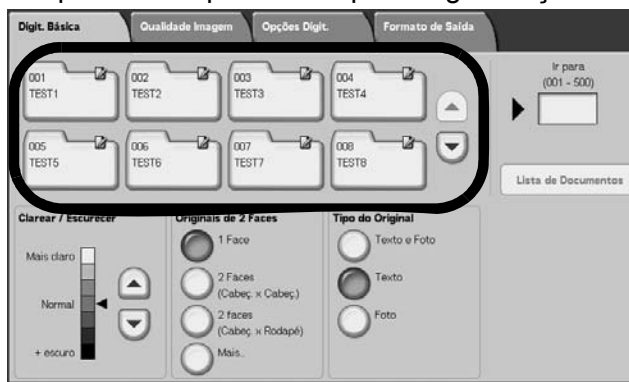 Digit. Básica
Qualidade Imagem
Opções Digit.
Formato de Saída
001
TEST1
002
TEST2
003
TEST3
004
TEST4
Ir para
(001 - 500)
005
TEST5
006
TEST6
007
TEST7
008
TEST8
Lista de Documentos
Clarear / Escurecer
Mais claro
Normal
+ escuro
Originais de 2 Faces
1 Face
2 Faces
(Cabeç. x Cabeç.)
2 faces
(Cabeç. x Rodapé)
Mais..
Tipo do Original
Texto e Foto
Texto
Foto